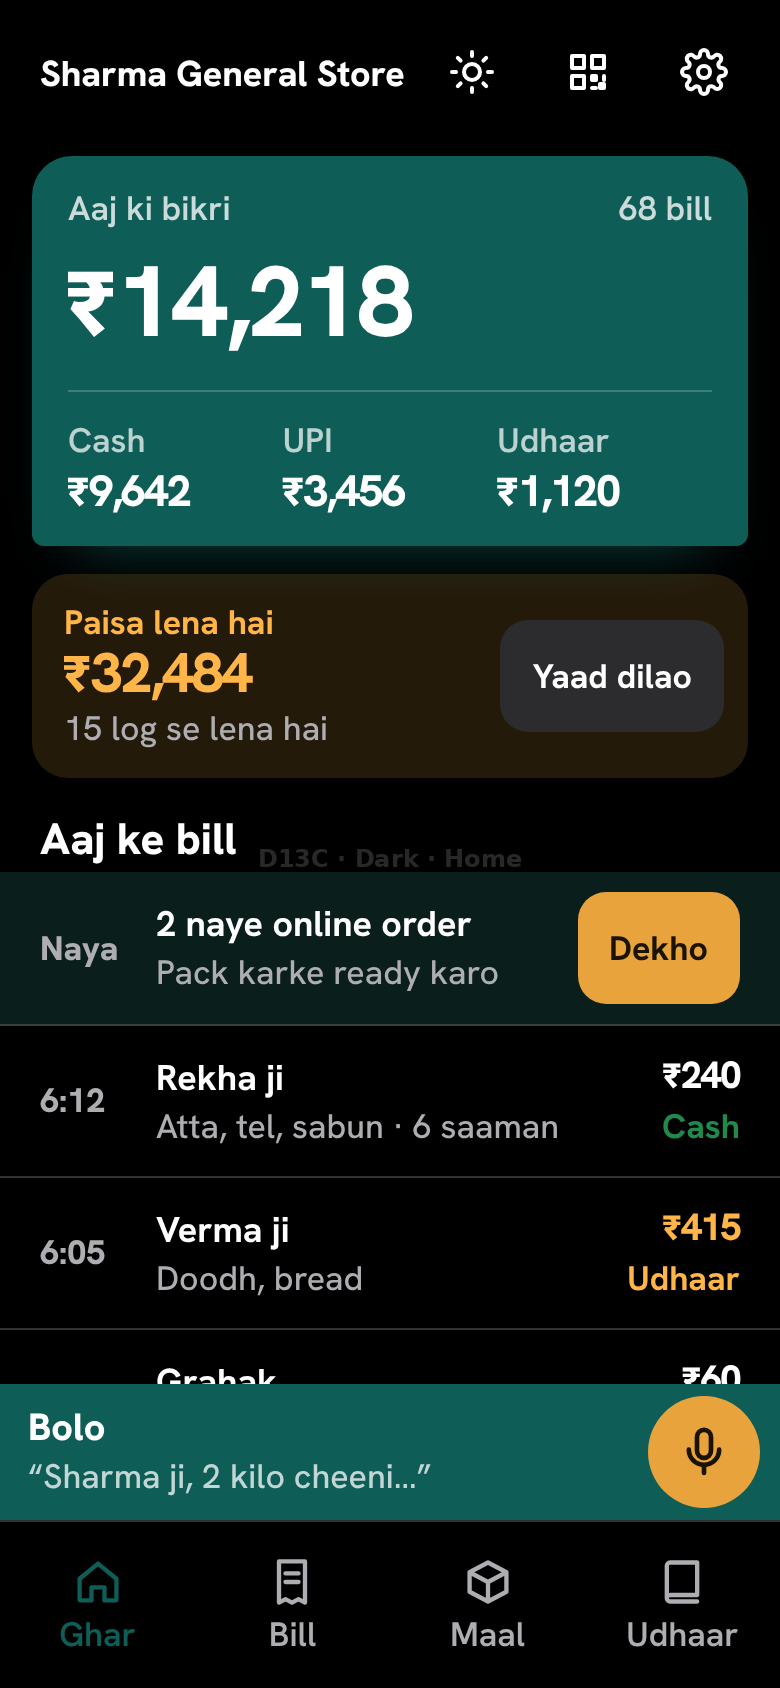 Sharma General Store
Aaj ki bikri 68 bill
₹14,218
Cash UPI Udhaar
₹9,642 ₹3,456 ₹1,120
Paisa lena hai
₹32,484
15 log se lena hai
Yaad dilao
Aaj ke bill
D13C · Dark · Home
Naya
2 naye online order
Pack karke ready karo
Dekho
6:12
Rekha ji ₹240
Atta, tel, sabun · 6 saaman Cash
6:05
Verma ji ₹415
Doodh, bread Udhaar
Grahak ₹60
Bolo
“Sharma ji, 2 kilo cheeni...”
Ghar Bill Maal Udhaar